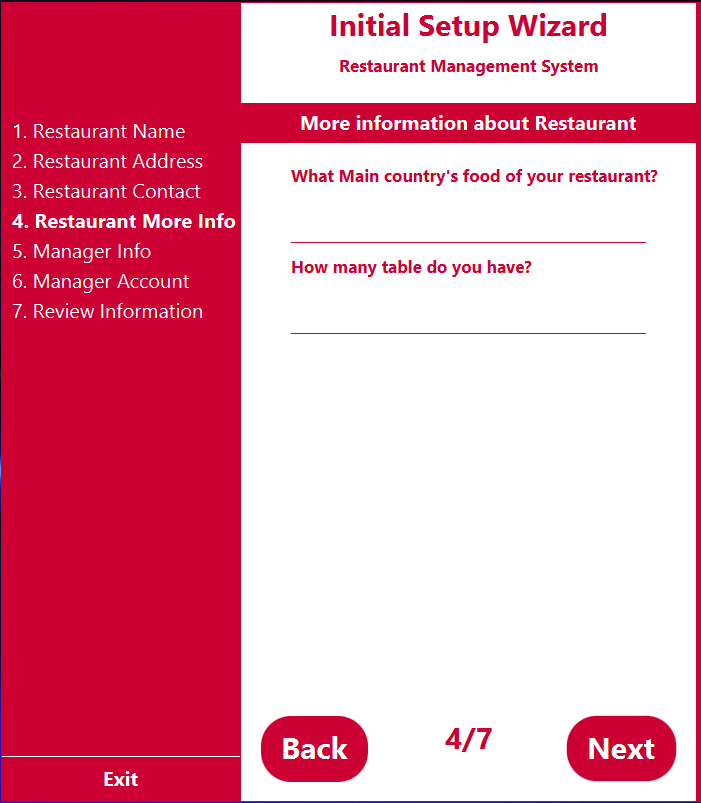 Initial Setup Wizard
Restaurant Management System
1. Restaurant Name
2. Restaurant Address
3. Restaurant Contact
4. Restaurant More Info
5. Manager Info
6. Manager Account
7. Review Information
Exit
More information about Restaurant
What Main country's food of your restaurant?
How many table do you have?
Back
4/7
Next